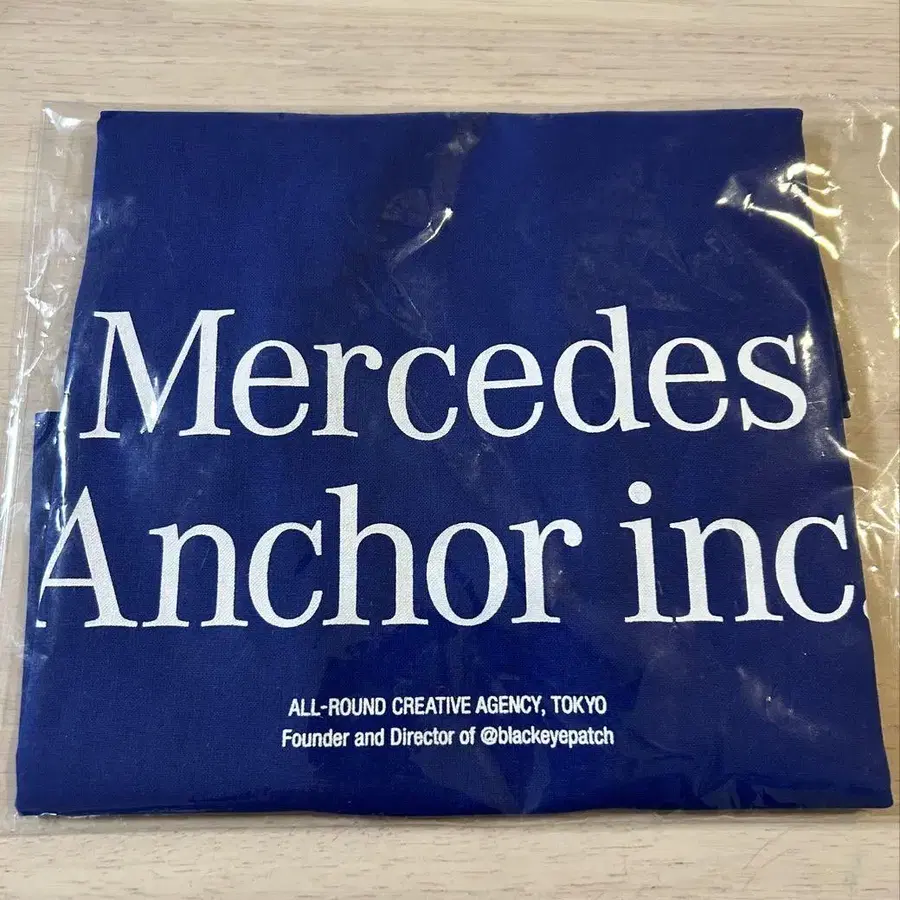 Mercedes
Anchor inc.
ALL-ROUND CREATIVE AGENCY, TOKYO
Founder and Director of @blackeyepatch